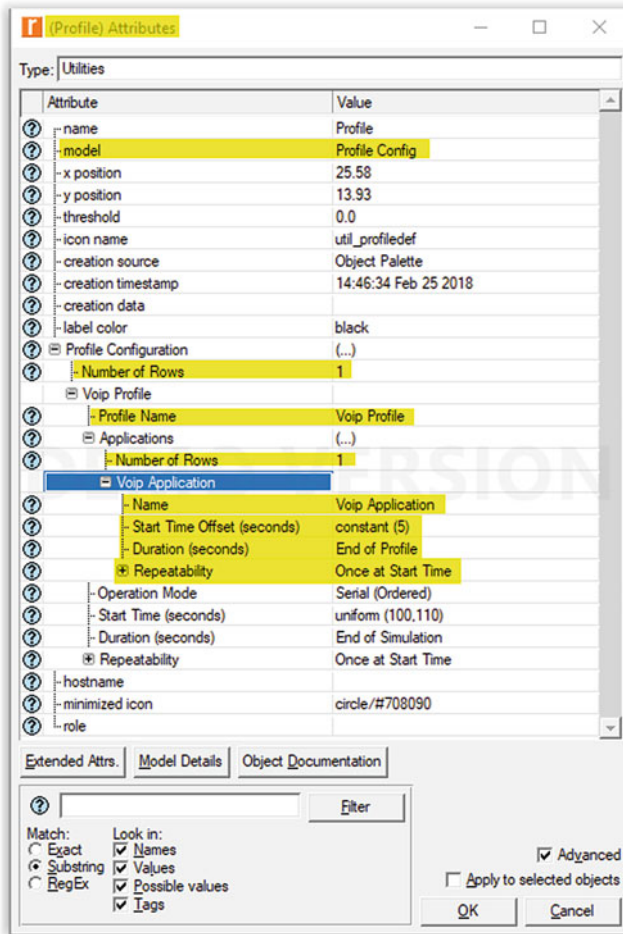 (Profile) Attributes
Type: Utilities
Attribute Value
name Profile
model Profile Config
x position 25.58
y position 13.93
threshold 0.0
icon name util_profiledef
creation source Object Palette
creation timestamp 14:46:34 Feb 25 2018
creation data
label color black
Profile Configuration (...)
Number of Rows 1
Voip Profile
Profile Name Voip Profile
Applications (...)
Number of Rows 1
Voip Application
Name Voip Application
Start Time Offset (seconds) constant (5)
Duration (seconds) End of Profile
Repeatability Once at Start Time
Operation Mode Serial (Ordered)
Start Time (seconds) uniform (100,110)
Duration (seconds) End of Simulation
Repeatability Once at Start Time
hostname
minimized icon circle/#708090
role
Extended Attrs. Model Details Object Documentation
Filter
Match: Look in:
Exact Names
Substring Values
RegEx Possible values
Tags
Advanced
Apply to selected objects
OK Cancel